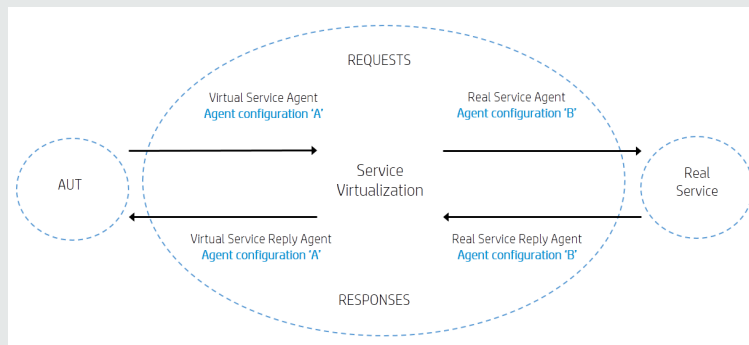 REQUESTS
Virtual Service Agent
Agent configuration 'A'
Real Service Agent
Agent configuration 'B'
AUT
Service
Virtualization
Real
Service
Virtual Service Reply Agent
Agent configuration 'A'
Real Service Reply Agent
Agent configuration 'B'
RESPONSES